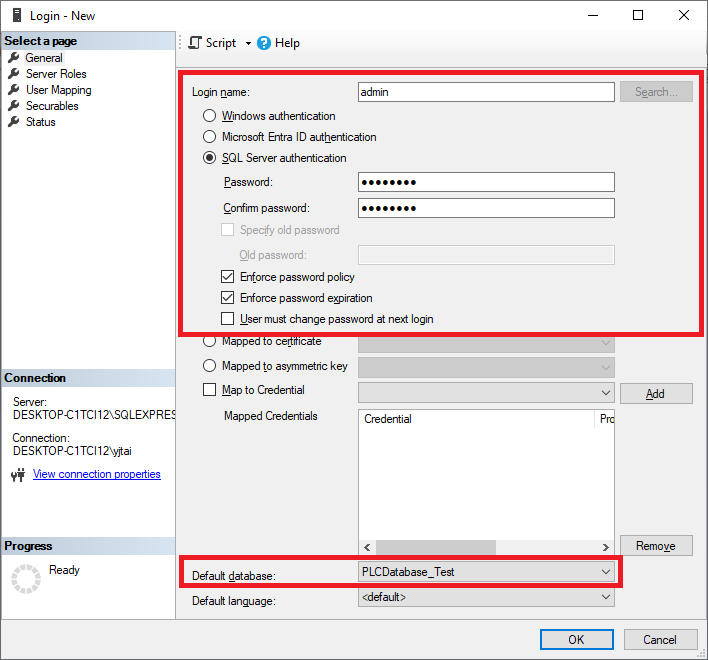 Login - New
Select a page
General
Server Roles
User Mapping
Securables
Status
Script
Help
Login name:
admin
Search...
Windows authentication
Microsoft Entra ID authentication
SQL Server authentication
Password:
●●●●●●●●
Confirm password:
●●●●●●●●
Specify old password
Old password:
Enforce password policy
Enforce password expiration
User must change password at next login
Mapped to certificate
Mapped to asymmetric key
Map to Credential
Add
Mapped Credentials
Credential
Pro
Remove
Default database:
PLCDatabase_Test
Default language:
<default>
Connection
Server:
DESKTOP-C1TCI12\SQLEXPRES
Connection:
DESKTOP-C1TCI12\yjtai
View connection properties
Progress
Ready
OK
Cancel